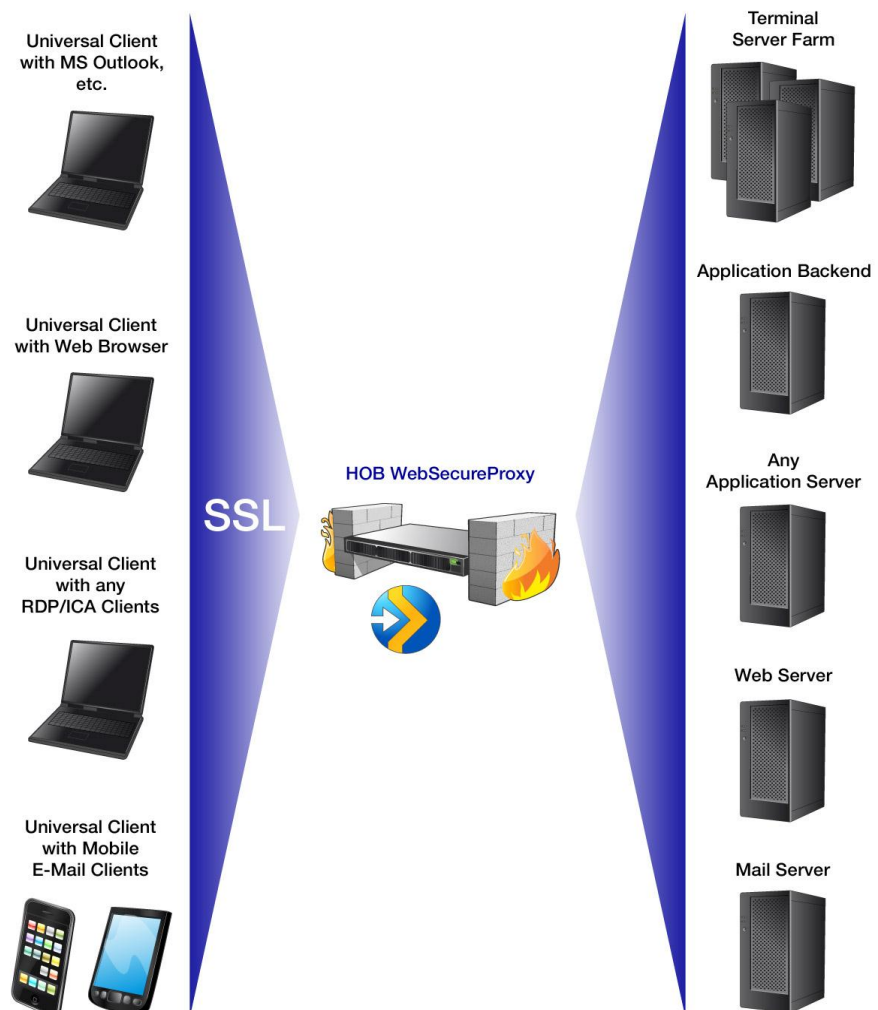 Universal Client
with MS Outlook,
etc.
Universal Client
with Web Browser
Universal Client
with any
RDP/ICA Clients
Universal Client
with Mobile
E-Mail Clients
SSL
HOB WebSecureProxy
Terminal
Server Farm
Application Backend
Any
Application Server
Web Server
Mail Server